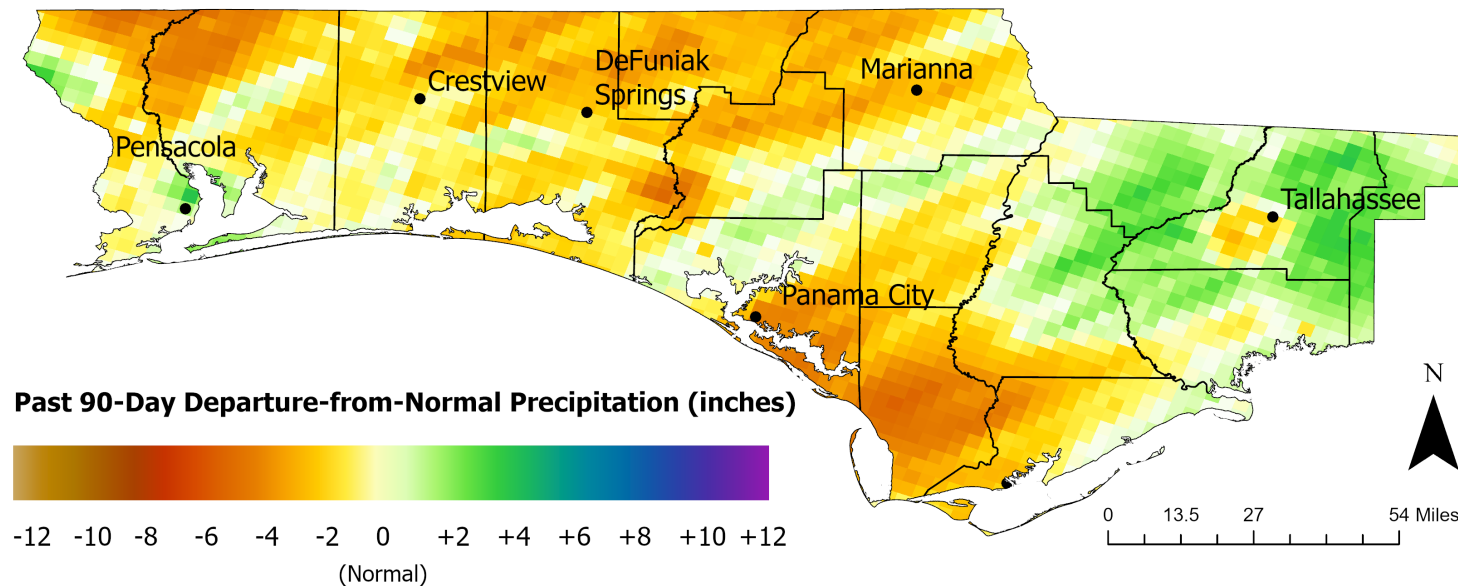 Crestview
DeFuniak
Springs
Marianna
Pensacola
Tallahassee
Panama City
Past 90-Day Departure-from-Normal Precipitation (inches)
-12 -10 -8 -6 -4 -2 0 +2 +4 +6 +8 +10 +12
(Normal)
N
0 13.5 27 54 Miles